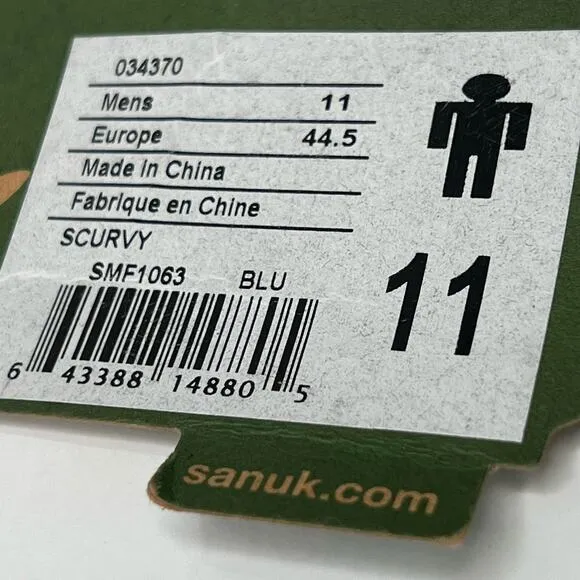 034370
Mens 11
Europe 44.5
Made in China
Fabrique en Chine
SCURVY
SMF1063 BLU
11
6 43388 14880 5
sanuk.com